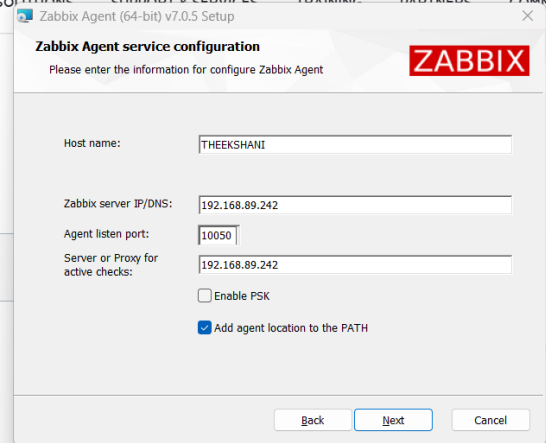 Zabbix Agent (64-bit) v7.0.5 Setup
Zabbix Agent service configuration
Please enter the information for configure Zabbix Agent
ZABBIX
Host name:
THEEKSHANI
Zabbix server IP/DNS:
192.168.89.242
Agent listen port:
10050
Server or Proxy for
active checks:
192.168.89.242
Enable PSK
Add agent location to the PATH
Back
Next
Cancel